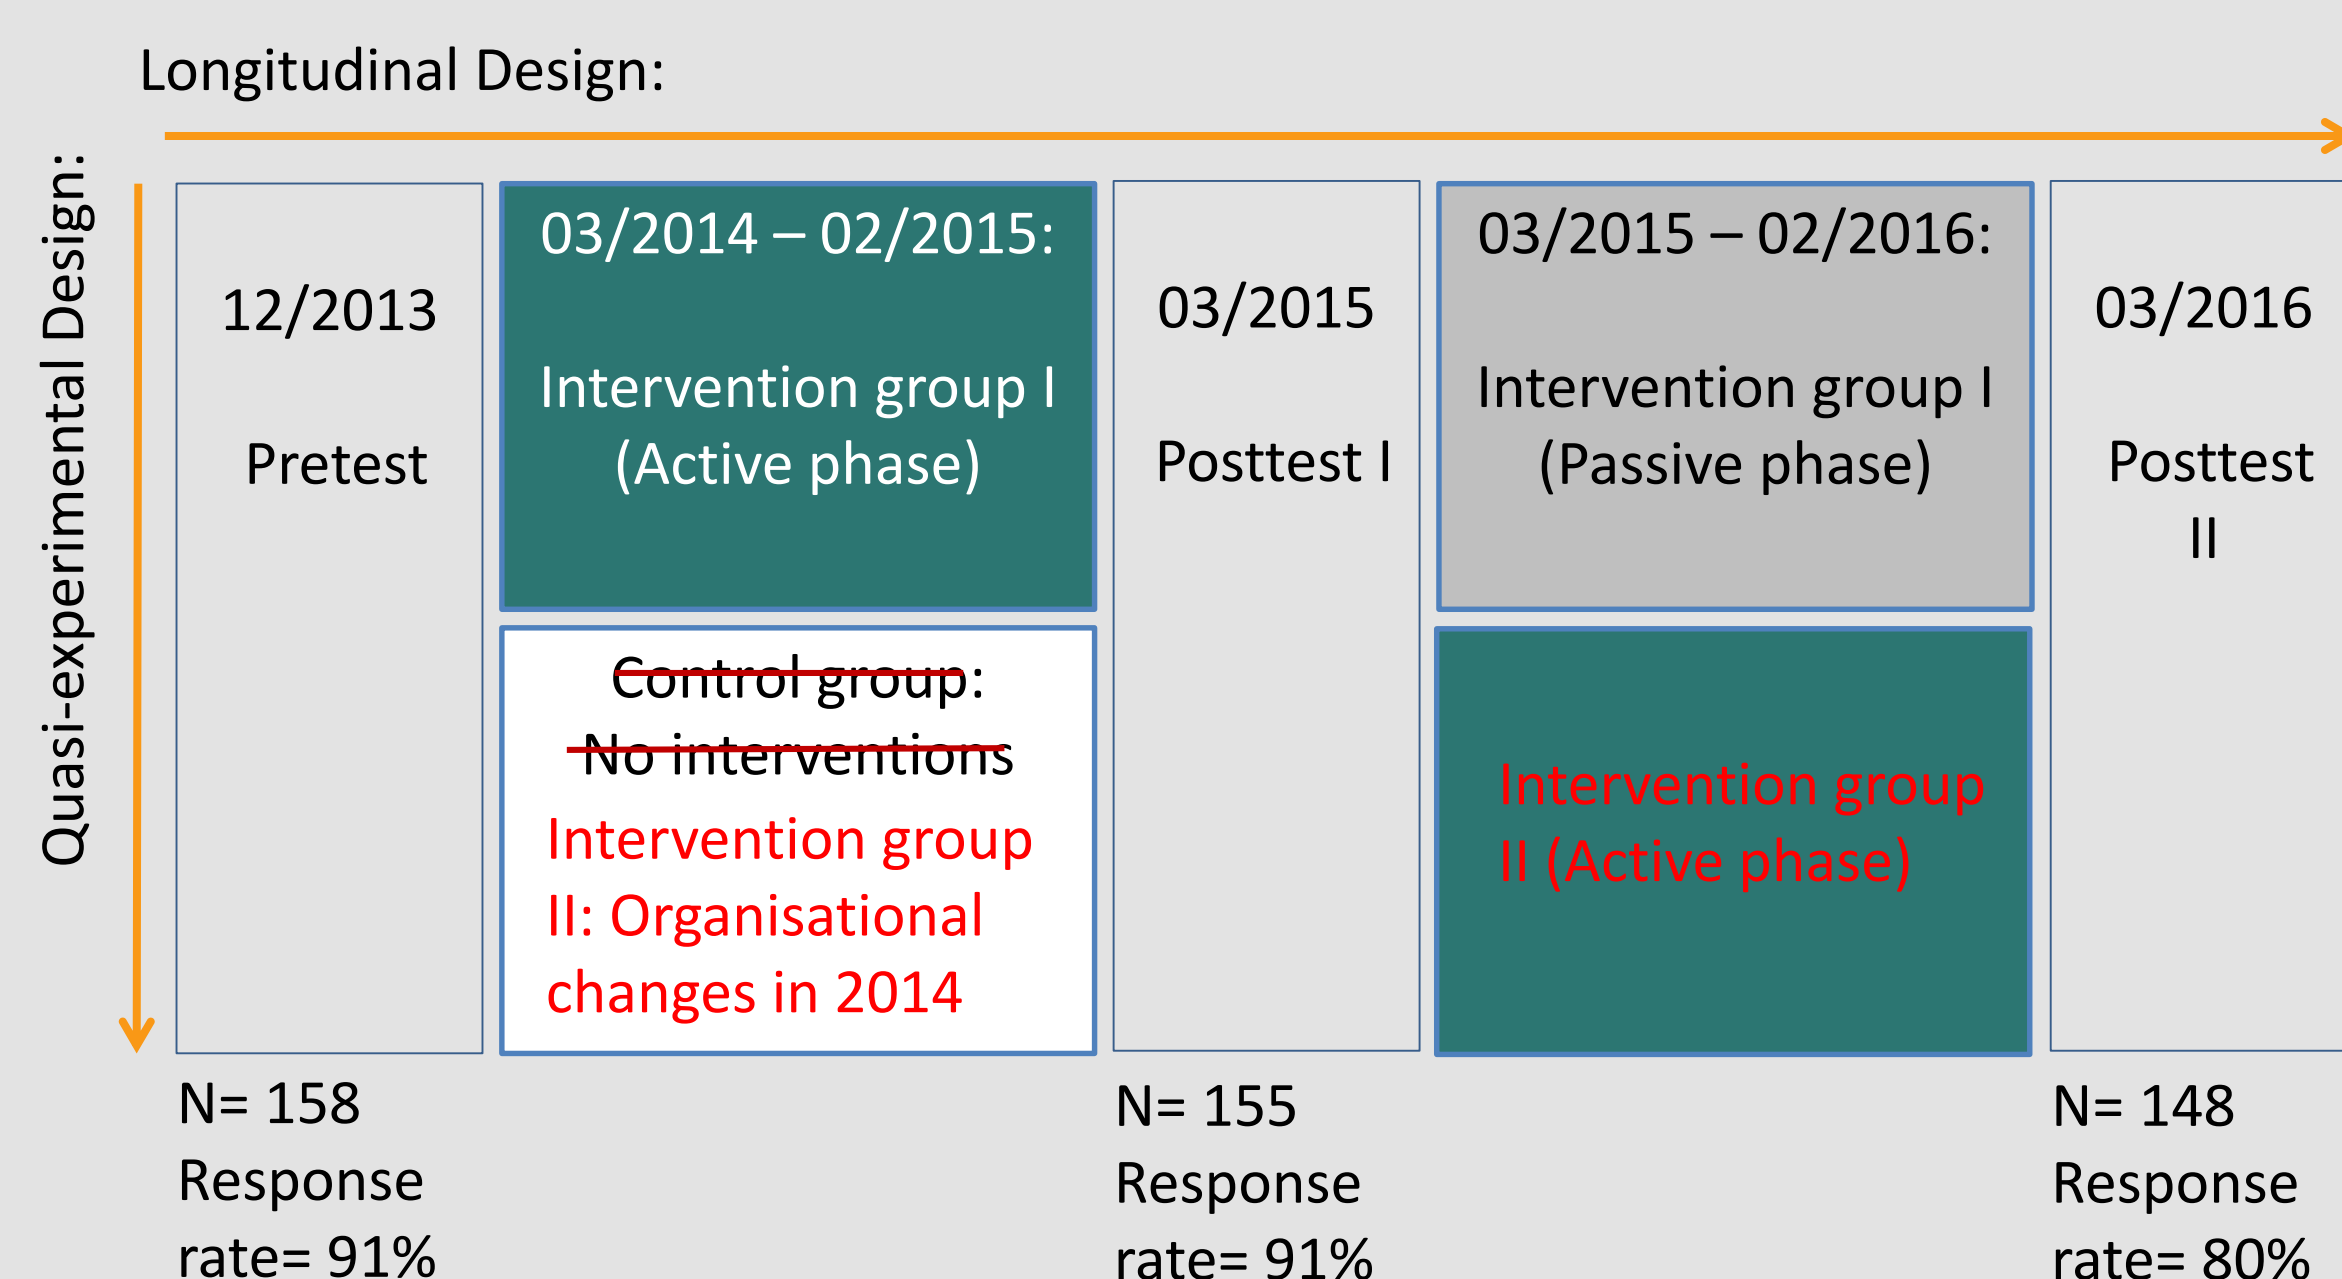 Longitudinal Design:
Quasi-experimental Design:
12/2013
Pretest
03/2014 – 02/2015:
Intervention group I
(Active phase)
Control group:
No interventions
Intervention group
II: Organisational
changes in 2014
03/2015
Posttest I
03/2015 – 02/2016:
Intervention group I
(Passive phase)
Intervention group
II (Active phase)
03/2016
Posttest
II
N= 158
Response
rate= 91%
N= 155
Response
rate= 91%
N= 148
Response
rate= 80%